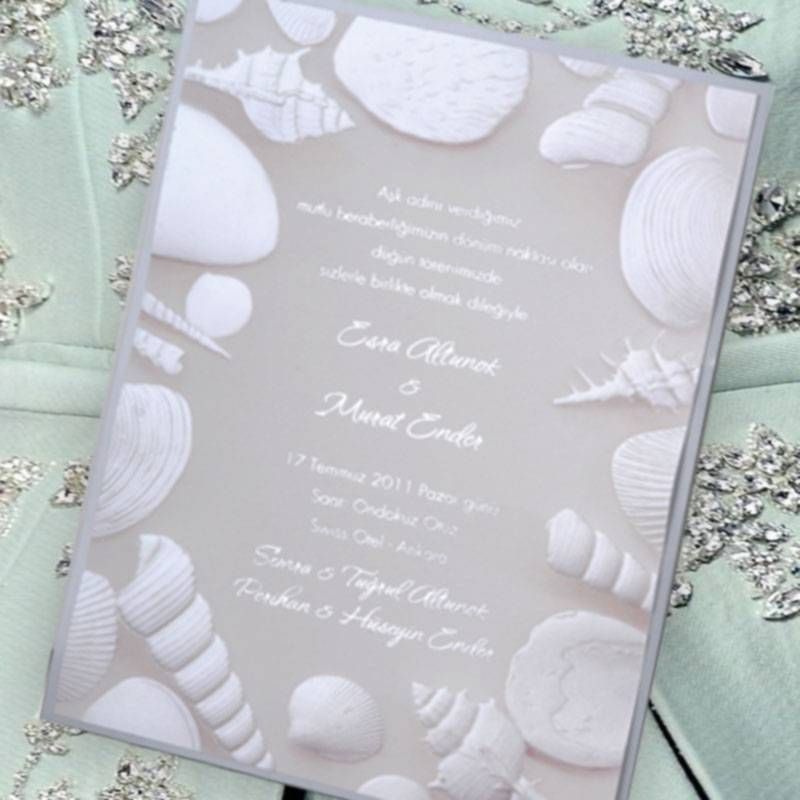 Aşk adını verdiğimiz
mutlu beraberliğimizin dönüm noktası olan
düğün törenimizde
sizlerle birlikte olmak dileğiyle
Esra Altunok
&
Murat Ender
17 Temmuz 2011 Pazar günü
Saat: Ondokuz Otuz
Swiss Otel - Ankara
Semra & Tuğrul Altunok
Perihan & Hüseyin Ender